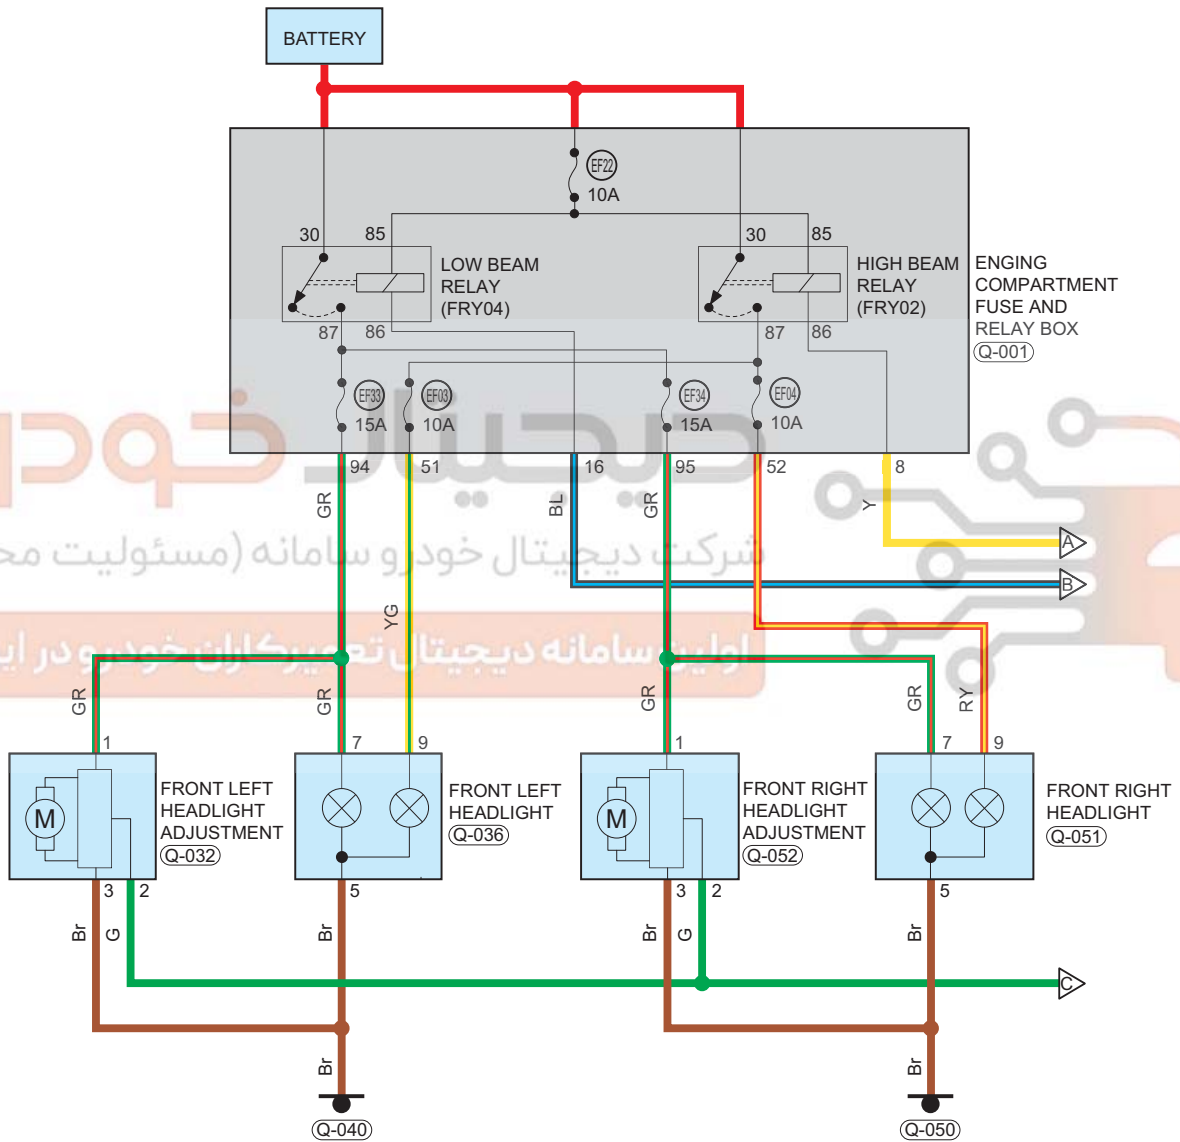 BATTERY
EF22
10A
30
85
30
85
LOW BEAM
RELAY
(FRY04)
HIGH BEAM
RELAY
(FRY02)
ENGING
COMPARTMENT
FUSE AND
RELAY BOX
Q-001
87
86
87
86
EF33
15A
EF03
10A
EF34
15A
EF04
10A
دیجیتال خودر
94
51
16
95
52
8
GR
BL
GR
Y
A
شرکت دیجیتال خودرو سامانه (مسئولیت مح
B
YG
اولین سامانه دیجیتال تعمیرکاران خودرو در ایر
GR
GR
GR
GR
RY
1
7
9
1
7
9
M
FRONT LEFT
HEADLIGHT
ADJUSTMENT
Q-032
FRONT LEFT
HEADLIGHT
Q-036
M
FRONT RIGHT
HEADLIGHT
ADJUSTMENT
Q-052
FRONT RIGHT
HEADLIGHT
Q-051
3
2
5
3
2
5
Br
G
Br
Br
G
Br
C
Br
Br
Q-040
Q-050